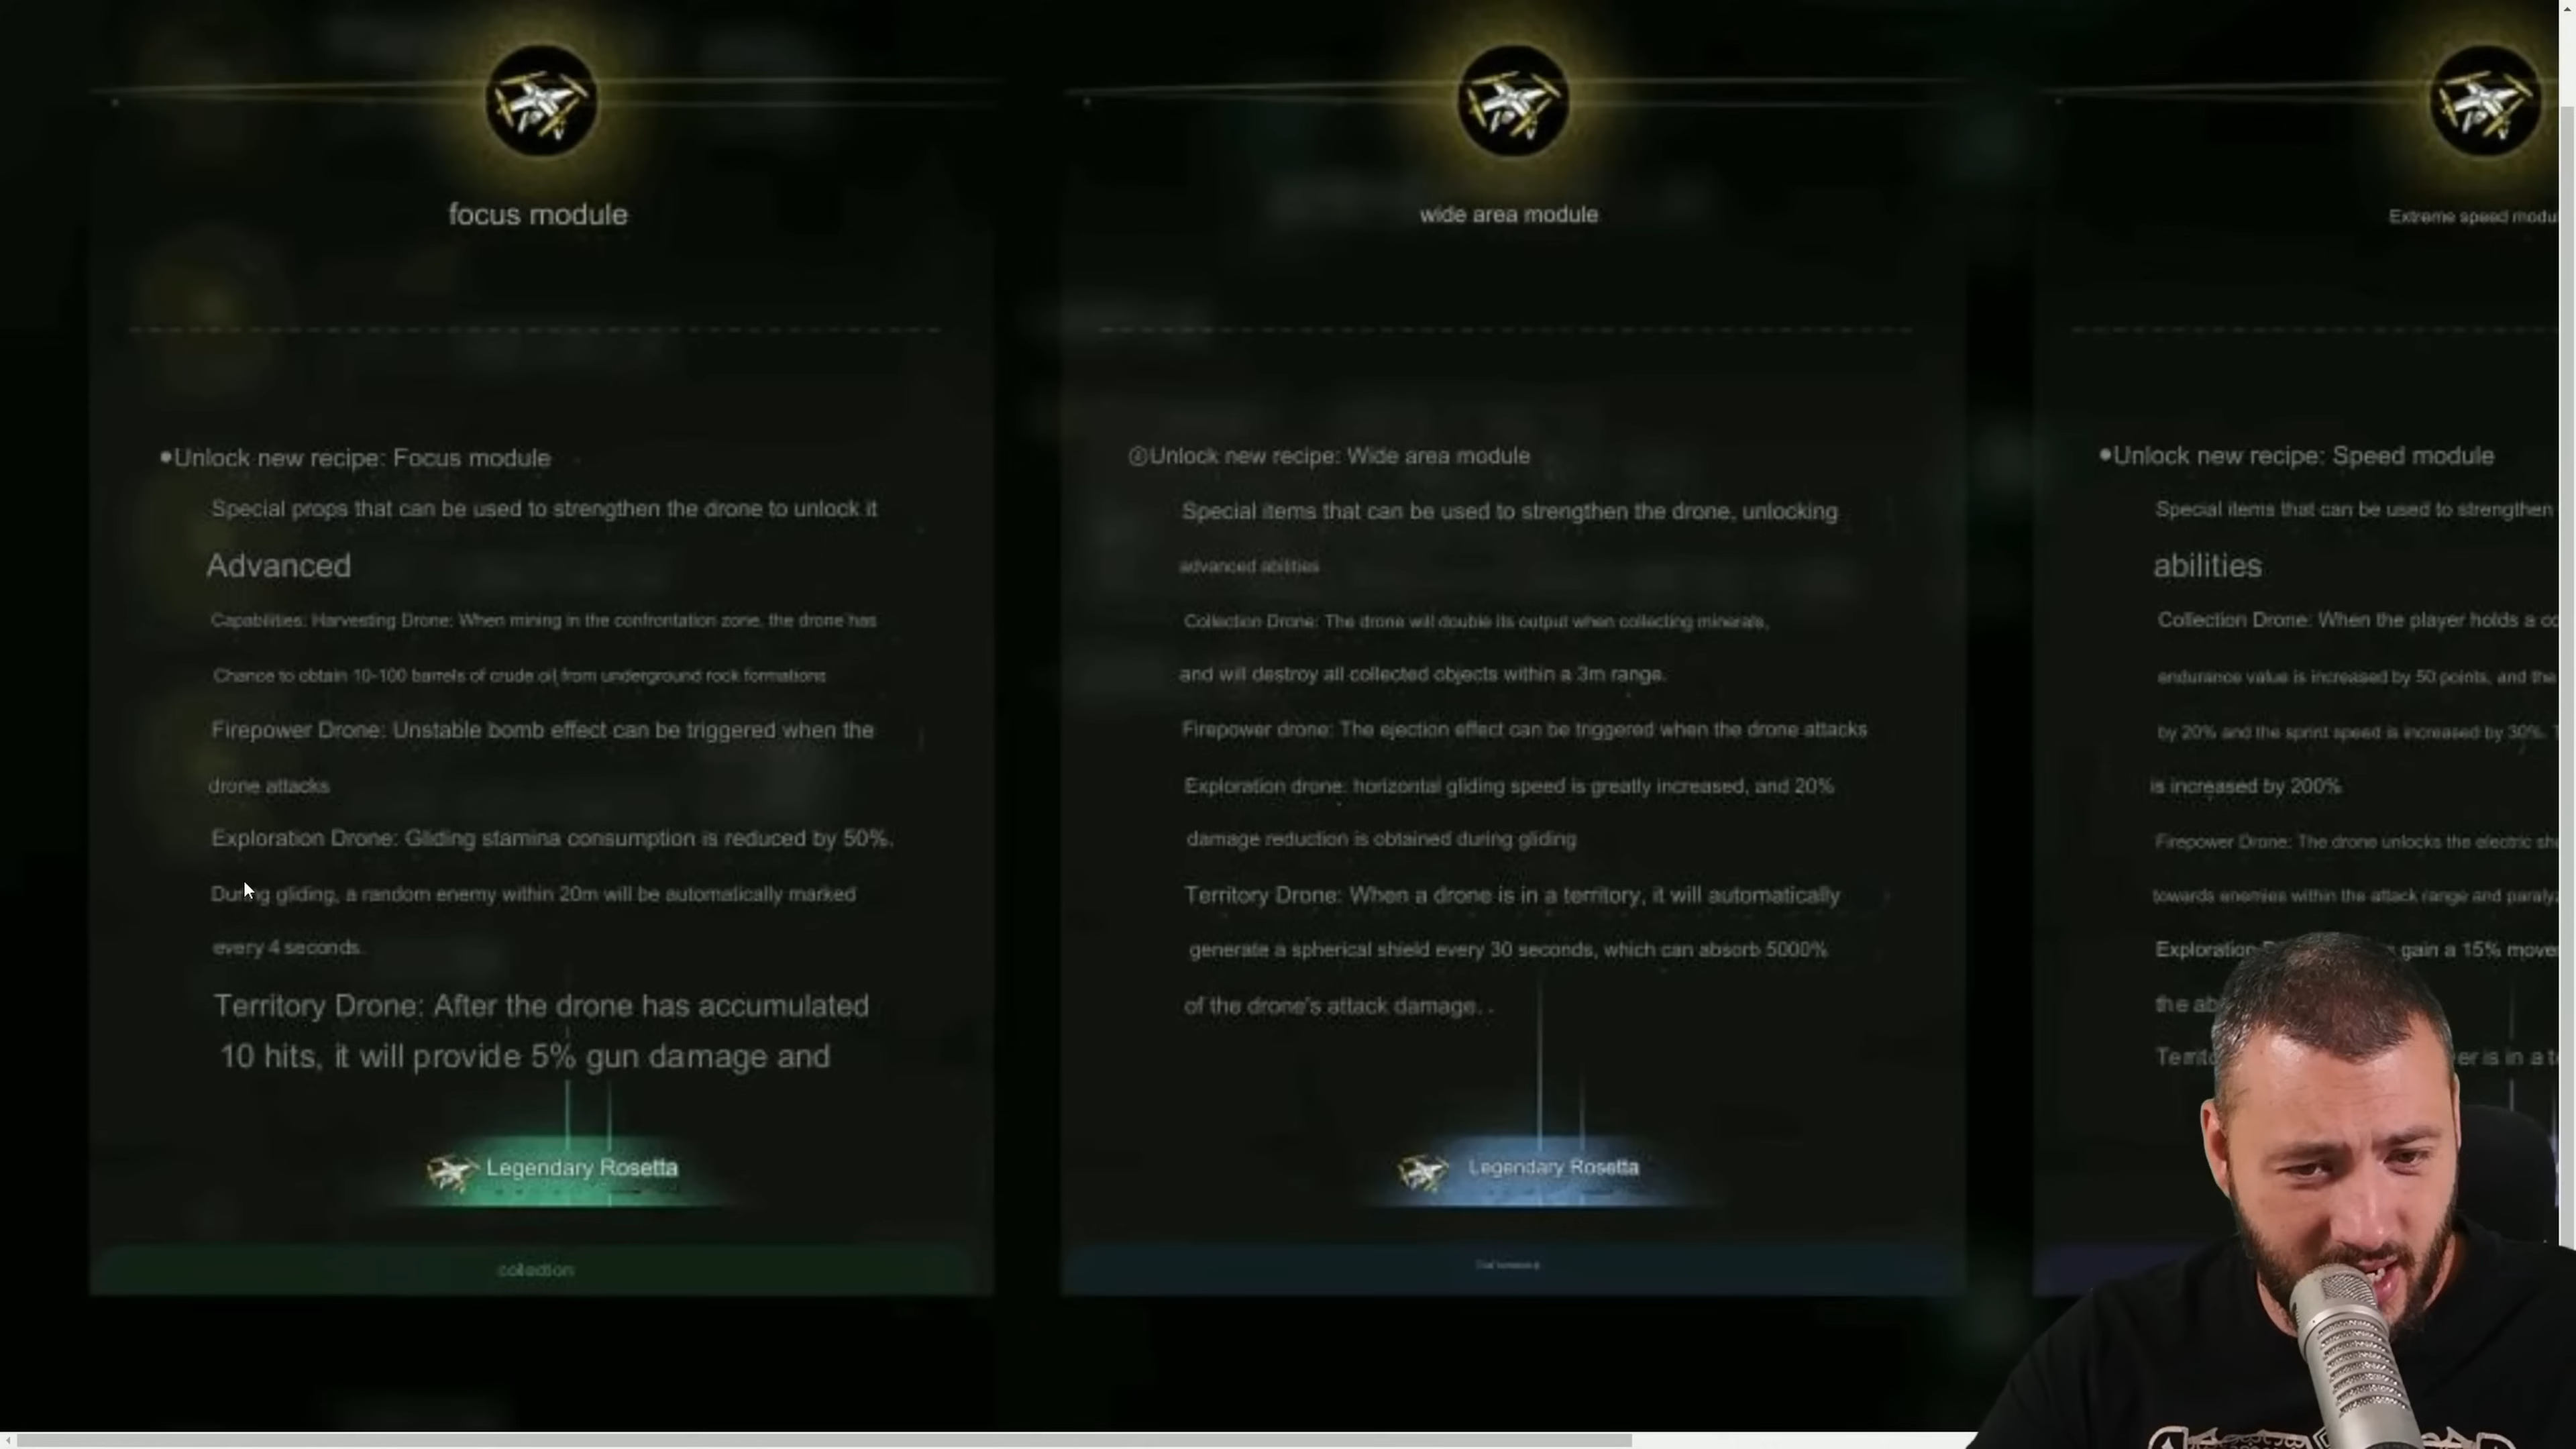 focus module
•Unlock new recipe: Focus module
Special props that can be used to strengthen the drone to unlock it
Advanced
Capabilities: Harvesting Drone: When mining in the confrontation zone, the drone has
Chance to obtain 10-100 barrels of crude oil from underground rock formations
Firepower Drone: Unstable bomb effect can be triggered when the
drone attacks
Exploration Drone: Gliding stamina consumption is reduced by 50%.
During gliding, a random enemy within 20m will be automatically marked
every 4 seconds.
Territory Drone: After the drone has accumulated
10 hits, it will provide 5% gun damage and
Legendary Rosetta
collection
wide area module
②Unlock new recipe: Wide area module
Special items that can be used to strengthen the drone, unlocking
advanced abilities
Collection Drone: The drone will double its output when collecting minerals,
and will destroy all collected objects within a 3m range.
Firepower drone: The ejection effect can be triggered when the drone attacks
Exploration drone: horizontal gliding speed is greatly increased, and 20%
damage reduction is obtained during gliding
Territory Drone: When a drone is in a territory, it will automatically
generate a spherical shield every 30 seconds, which can absorb 5000%
of the drone's attack damage. .
Legendary Rosetta
Extreme speed modu
•Unlock new recipe: Speed module
Special items that can be used to strengthen
abilities
Collection Drone: When the player holds a co
endurance value is increased by 50 points, and the
by 20% and the sprint speed is increased by 30%.
is increased by 200%
Firepower Drone: The drone unlocks the electric sh
towards enemies within the attack range and paralyz
Exploration gain a 15% move
the ab
Territo er is in a t